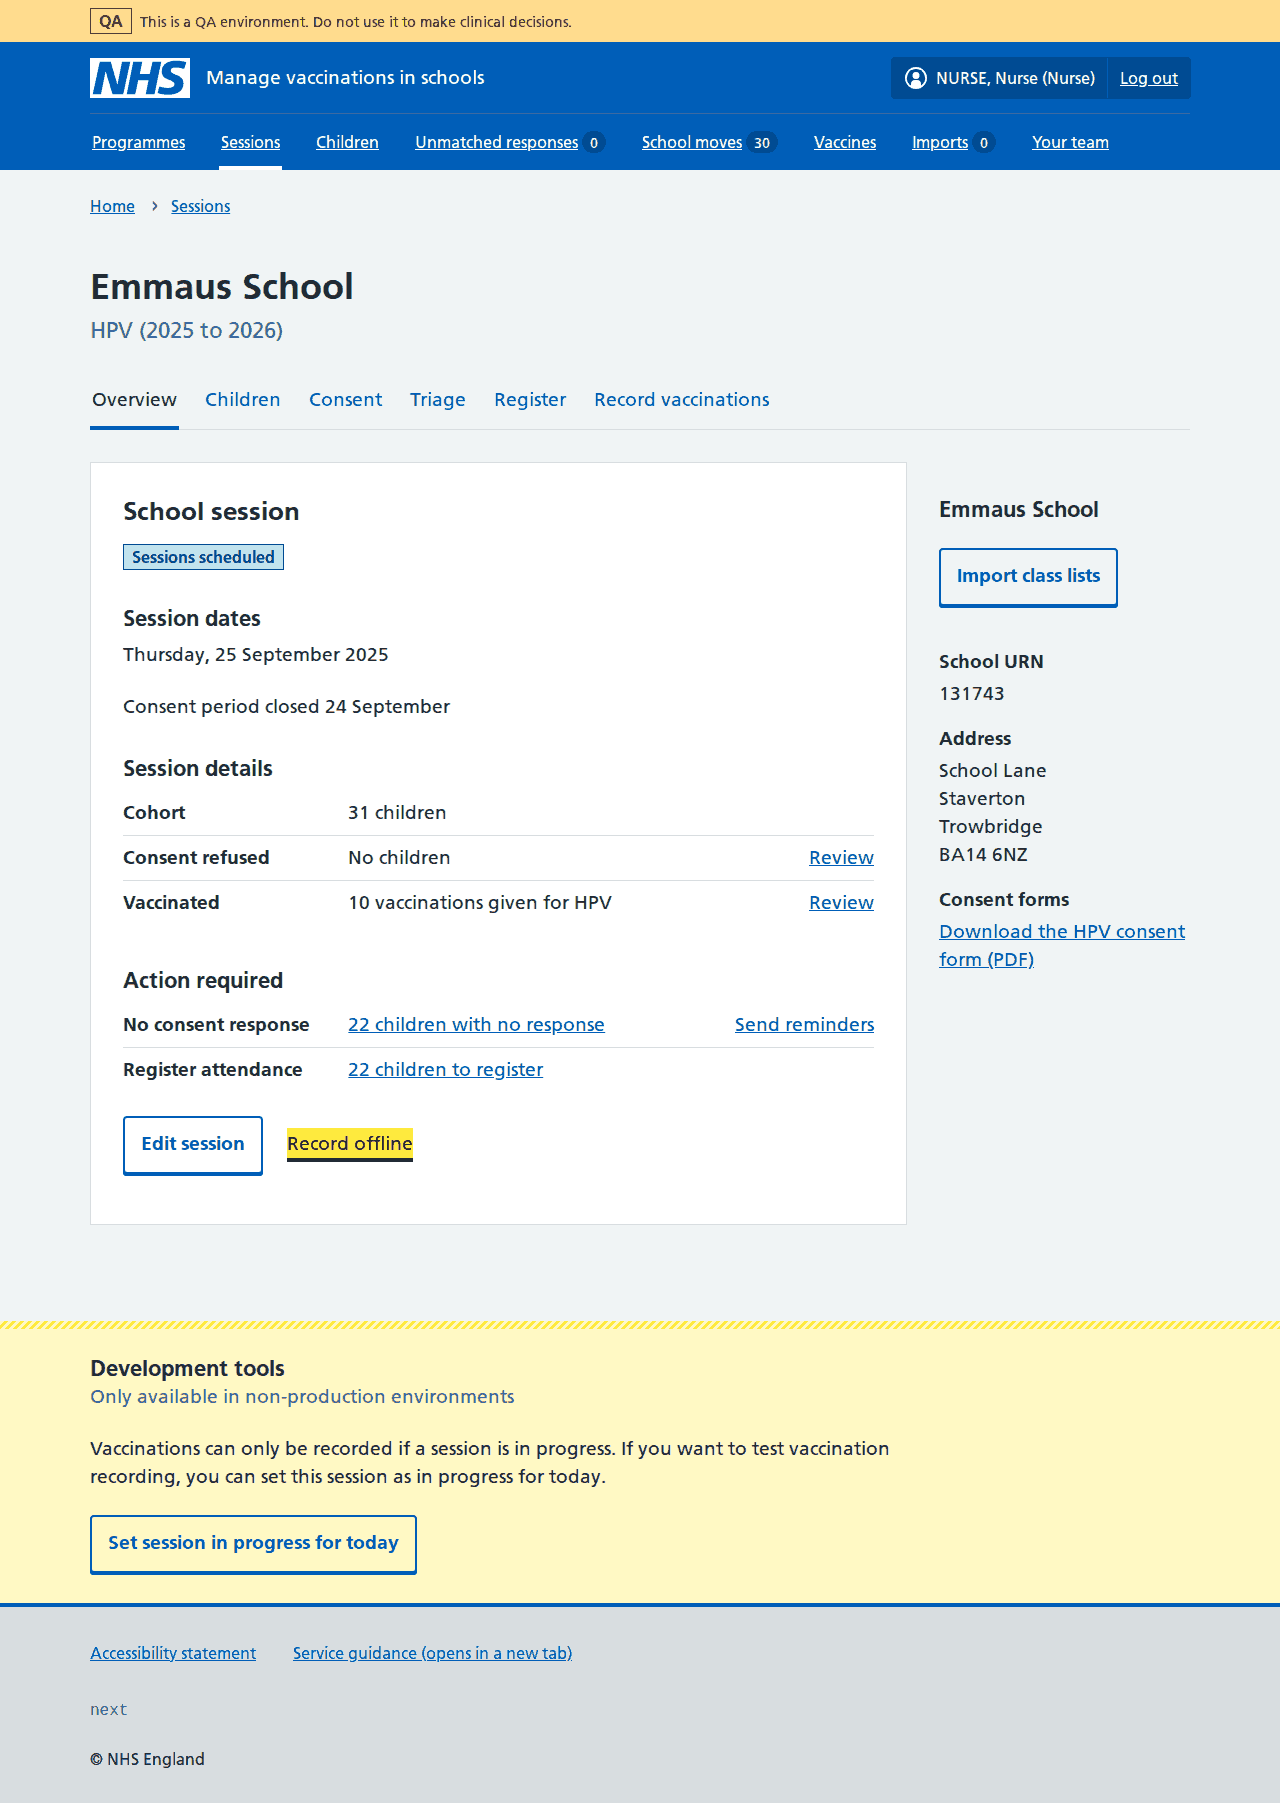 QA This is a QA environment. Do not use it to make clinical decisions.
NHS Manage vaccinations in schools NURSE, Nurse (Nurse) Log out
Programmes Sessions Children Unmatched responses 0 School moves 30 Vaccines Imports 0 Your team
Home › Sessions
Emmaus School
HPV (2025 to 2026)
Overview Children Consent Triage Register Record vaccinations
School session
Sessions scheduled
Session dates
Thursday, 25 September 2025
Consent period closed 24 September
Session details
Cohort 31 children
Consent refused No children Review
Vaccinated 10 vaccinations given for HPV Review
Action required
No consent response 22 children with no response Send reminders
Register attendance 22 children to register
Edit session Record offline
Emmaus School
Import class lists
School URN
131743
Address
School Lane
Staverton
Trowbridge
BA14 6NZ
Consent forms
Download the HPV consent
form (PDF)
Development tools
Only available in non-production environments
Vaccinations can only be recorded if a session is in progress. If you want to test vaccination
recording, you can set this session as in progress for today.
Set session in progress for today
Accessibility statement Service guidance (opens in a new tab)
next
© NHS England